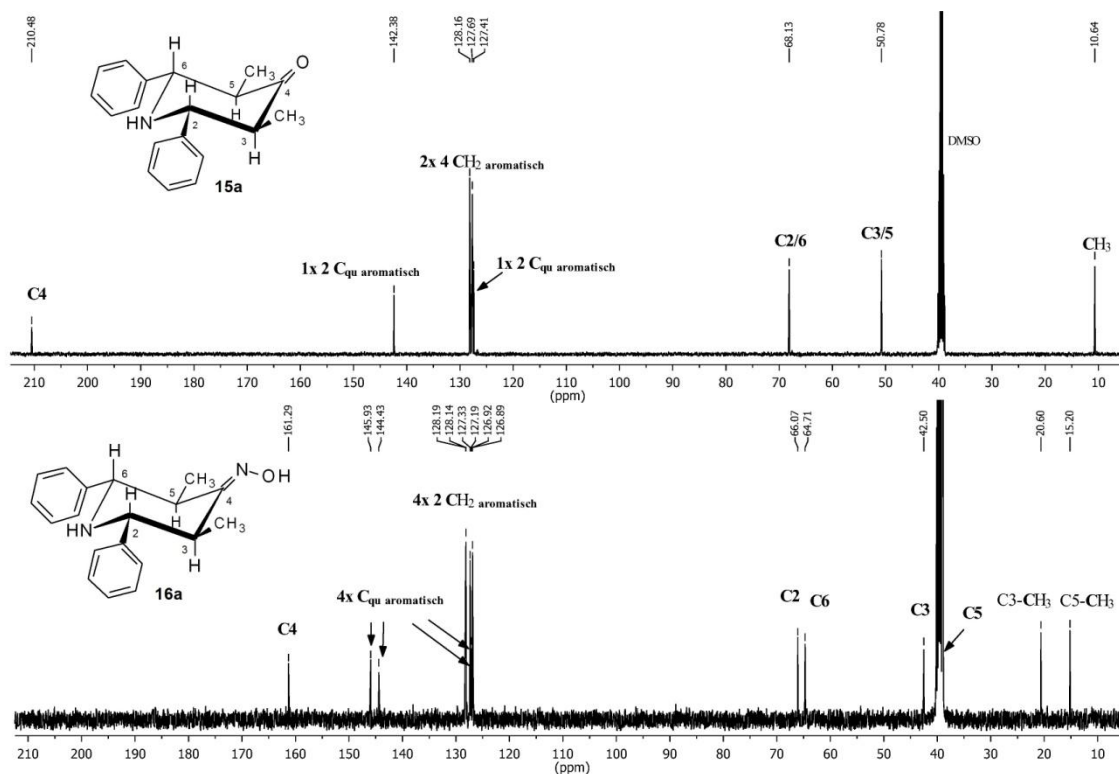 210.48
142.38
128.16
127.69
127.41
68.13
50.78
10.64
H
6
CH₃
O
5
4
H
H
HN
2
3
CH₃
H
15a
DMSO
2x 4 CH₂ aromatisch
C2/6
C3/5
CH₃
1x 2 C_qu aromatisch
1x 2 C_qu aromatisch
C4
210 200 190 180 170 160 150 140 130 120 110 100 90 80 70 60 50 40 30 20 10
(ppm)
161.29
145.93
144.43
128.19
128.14
127.33
127.19
126.92
126.89
66.07
64.71
42.50
20.60
15.20
H
6
CH₃
N
OH
5
4
H
H
HN
2
3
CH₃
H
16a
4x 2 CH₂ aromatisch
4x C_qu aromatisch
C4
C2
C6
C3
C5
C3-CH₃
C5-CH₃
210 200 190 180 170 160 150 140 130 120 110 100 90 80 70 60 50 40 30 20 10
(ppm)